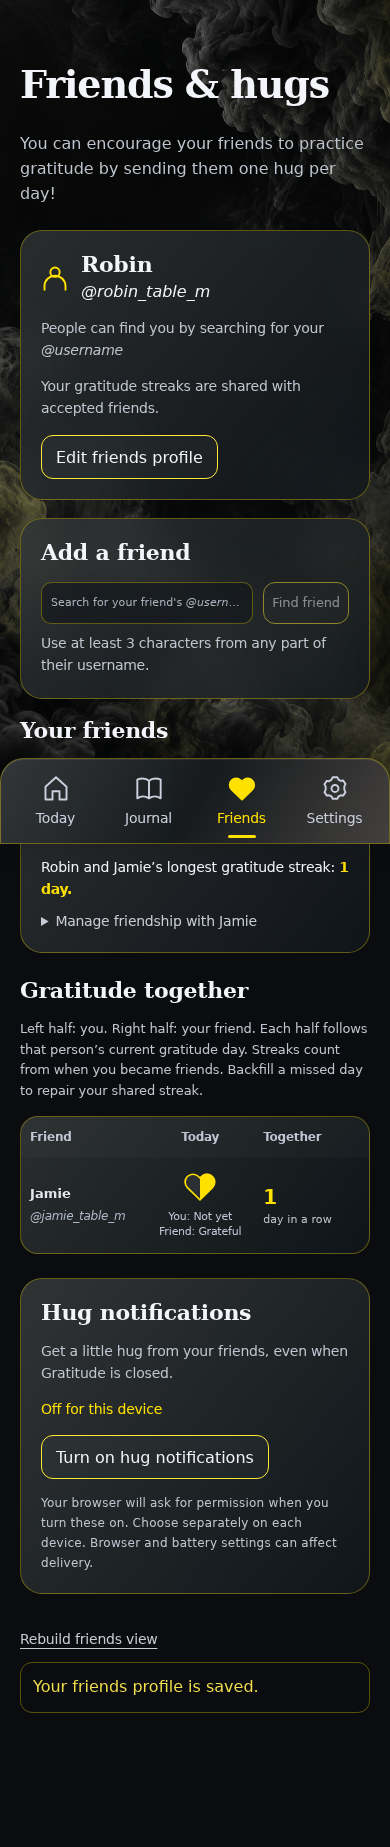 Friends & hugs
You can encourage your friends to practice
gratitude by sending them one hug per
day!
Robin
@robin_table_m
People can find you by searching for your
@username
Your gratitude streaks are shared with
accepted friends.
Edit friends profile
Add a friend
Search for your friend's @usern...
Find friend
Use at least 3 characters from any part of
their username.
Your friends
Today
Journal
Friends
Settings
Robin and Jamie’s longest gratitude streak: 1
day.
Manage friendship with Jamie
Gratitude together
Left half: you. Right half: your friend. Each half follows
that person’s current gratitude day. Streaks count
from when you became friends. Backfill a missed day
to repair your shared streak.
Friend
Today
Together
Jamie
@jamie_table_m
You: Not yet
Friend: Grateful
1
day in a row
Hug notifications
Get a little hug from your friends, even when
Gratitude is closed.
Off for this device
Turn on hug notifications
Your browser will ask for permission when you
turn these on. Choose separately on each
device. Browser and battery settings can affect
delivery.
Rebuild friends view
Your friends profile is saved.